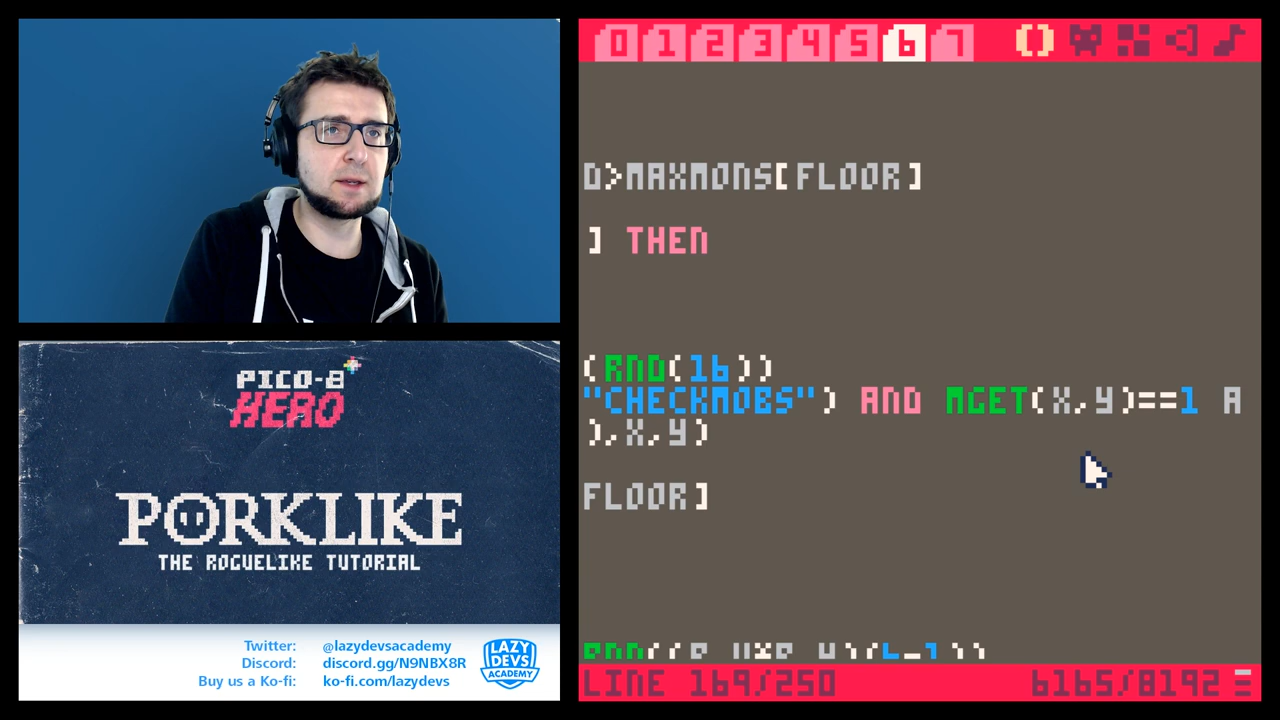 0 1 2 3 4 5 6 7
D>MAXMONS[FLOOR]
] THEN
(RND(16))
"CHECKMOBS") AND MGET(X,Y)==1 A
),X,Y)
FLOOR]
LINE 169/250 6165/8192
PICO-8
HERO
PORKLIKE
THE ROGUELIKE TUTORIAL
Twitter: @lazydevsacademy
Discord: discord.gg/N9NBX8R
Buy us a Ko-fi: ko-fi.com/lazydevs
LAZY
DEVS
ACADEMY